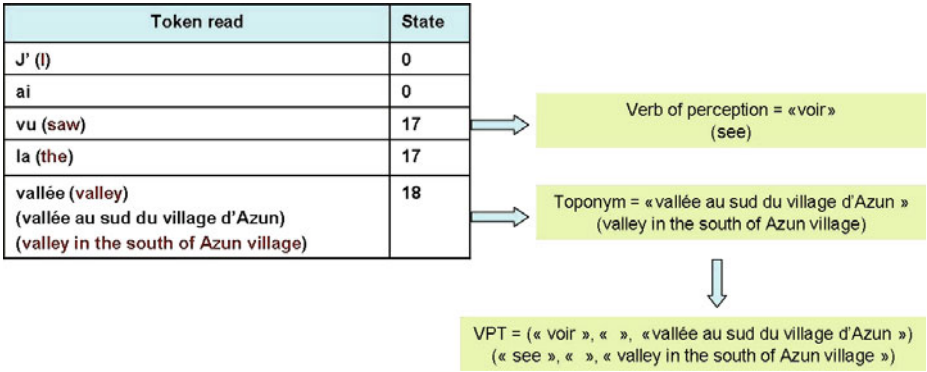 Token read State
J' (I) 0
ai 0
vu (saw) 17
la (the) 17
vallée (valley) 18
(vallée au sud du village d'Azun)
(valley in the south of Azun village)
Verb of perception = «voir»
(see)
Toponym = «vallée au sud du village d'Azun »
(valley in the south of Azun village)
VPT = (« voir », «  », «vallée au sud du village d'Azun »)
(« see », «  », « valley in the south of Azun village »)